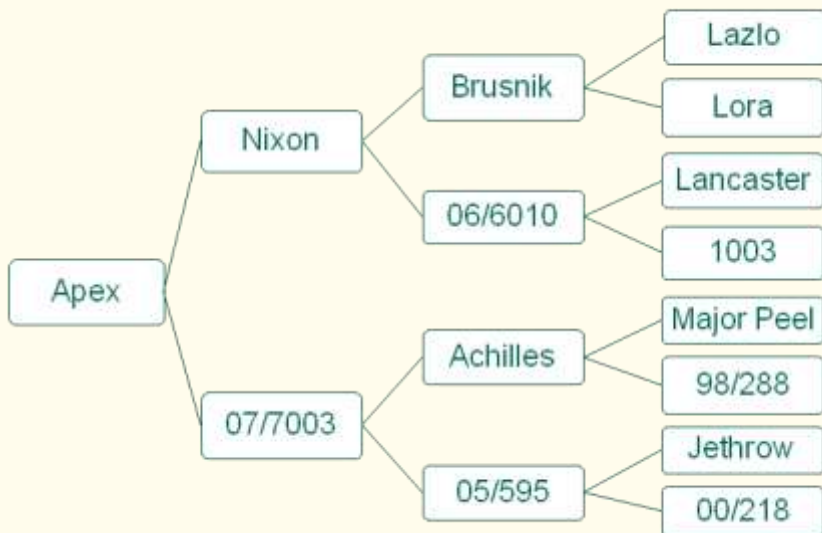 Apex
Nixon
07/7003
Brusnik
06/6010
Achilles
05/595
Lazlo
Lora
Lancaster
1003
Major Peel
98/288
Jethrow
00/218